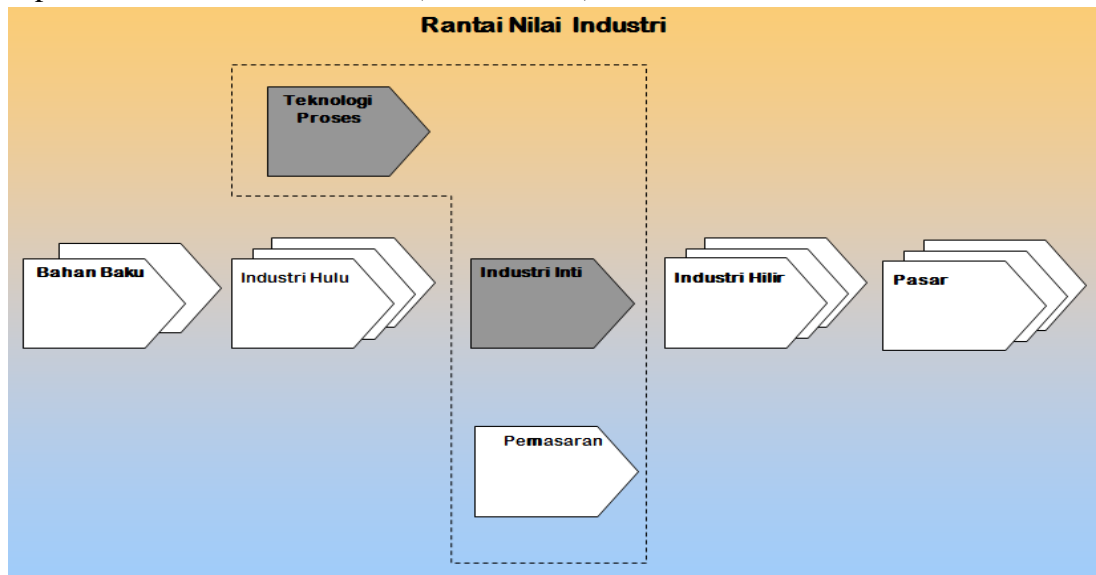 Rantai Nilai Industri
Teknologi
Proses
Bahan Baku
Industri Hulu
Industri Inti
Industri Hilir
Pasar
Pemasaran